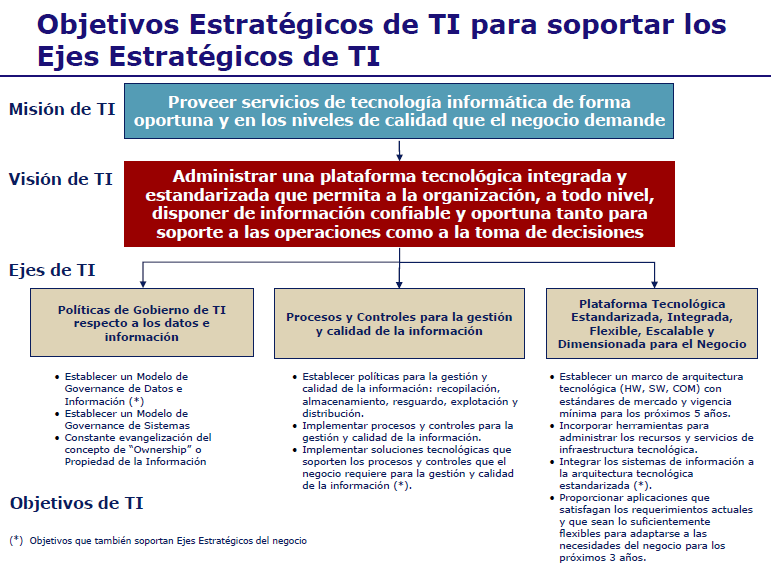 Objetivos Estratégicos de TI para soportar los
Ejes Estratégicos de TI
Misión de TI
Proveer servicios de tecnología informática de forma
oportuna y en los niveles de calidad que el negocio demande
Visión de TI
Administrar una plataforma tecnológica integrada y
estandarizada que permita a la organización, a todo nivel,
disponer de información confiable y oportuna tanto para
soporte a las operaciones como a la toma de decisiones
Ejes de TI
Políticas de Gobierno de TI
respecto a los datos e
información
Procesos y Controles para la gestión
y calidad de la información
Plataforma Tecnológica
Estandarizada, Integrada,
Flexible, Escalable y
Dimensionada para el Negocio
• Establecer un Modelo de
Governance de Datos e
Información (*)
• Establecer un Modelo de
Governance de Sistemas
• Constante evangelización del
concepto de “Ownership” o
Propiedad de la Información
• Establecer políticas para la gestión y
calidad de la información: recopilación,
almacenamiento, resguardo, explotación y
distribución.
• Implementar procesos y controles para la
gestión y calidad de la información.
• Implementar soluciones tecnológicas que
soporten los procesos y controles que el
negocio requiere para la gestión y calidad
de la información (*).
• Establecer un marco de arquitectura
tecnológica (HW, SW, COM) con
estándares de mercado y vigencia
mínima para los próximos 5 años.
• Incorporar herramientas para
administrar los recursos y servicios de
infraestructura tecnológica.
• Integrar los sistemas de información a
la arquitectura tecnológica
estandarizada (*).
• Proporcionar aplicaciones que
satisfagan los requerimientos actuales
y que sean lo suficientemente
flexibles para adaptarse a las
necesidades del negocio para los
próximos 3 años.
Objetivos de TI
(*) Objetivos que también soportan Ejes Estratégicos del negocio